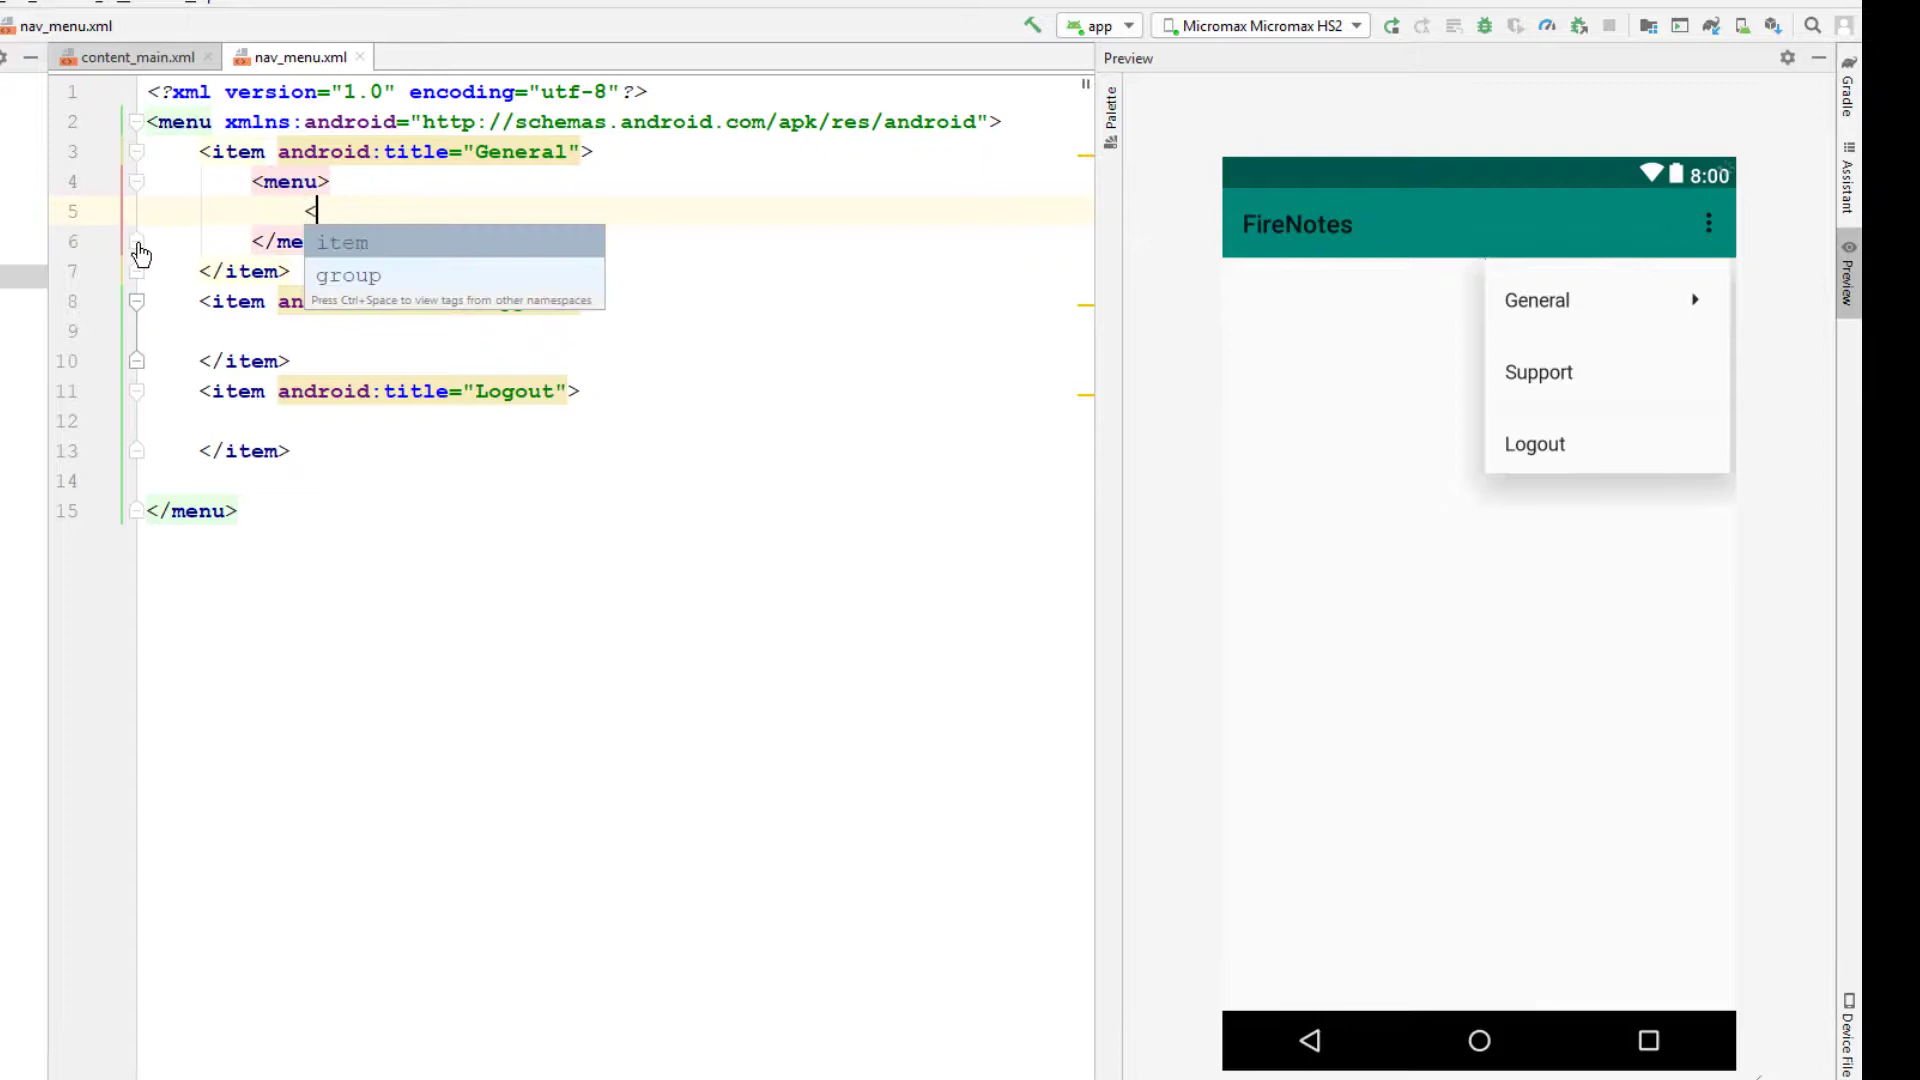 nav_menu.xml
app
Micromax Micromax HS2
content_main.xml
nav_menu.xml
Preview
1 <?xml version="1.0" encoding="utf-8"?>
2 <menu xmlns:android="http://schemas.android.com/apk/res/android">
3 <item android:title="General">
4 <menu>
5 <
6 </me
7 </item>
8 <item an
9
10 </item>
11 <item android:title="Logout">
12
13 </item>
14
15 </menu>
item
group
Press Ctrl+Space to view tags from other namespaces
Palette
8:00
FireNotes
General
Support
Logout
Gradle
Assistant
Preview
Device File